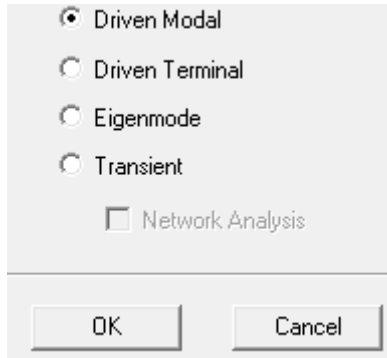 Driven Modal
Driven Terminal
Eigenmode
Transient
Network Analysis
OK Cancel